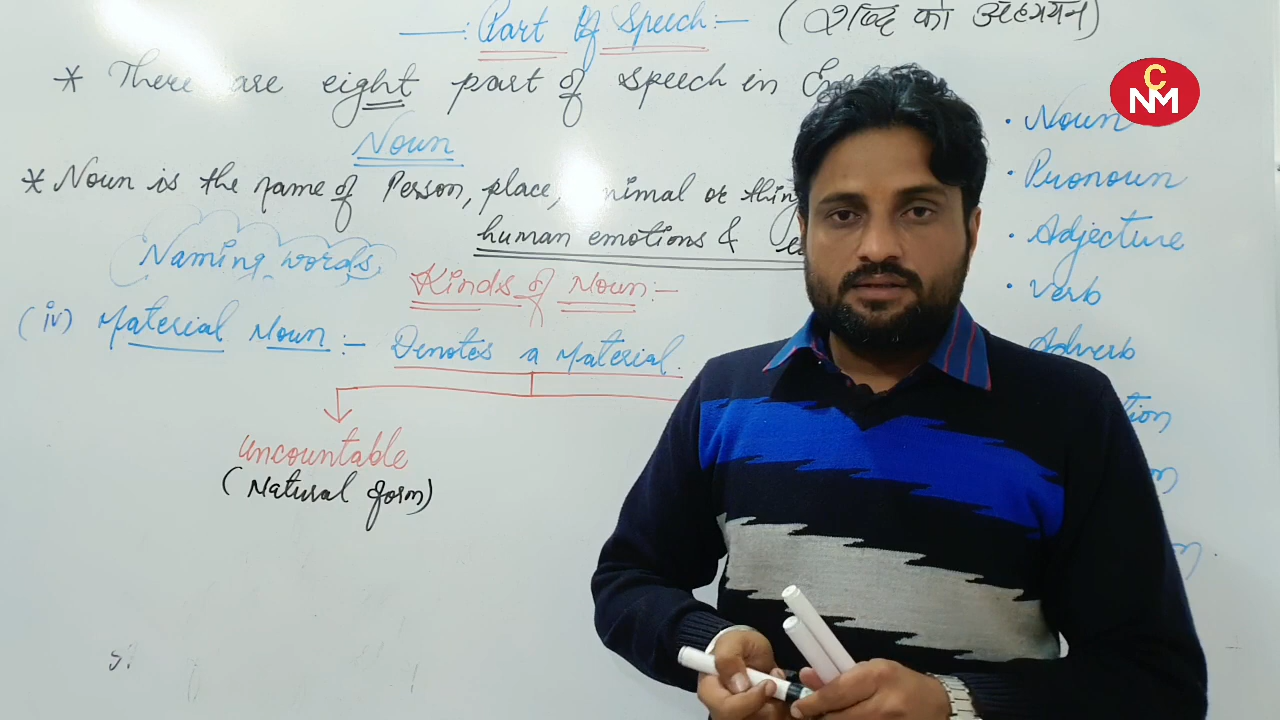 Part Of Speech:- (शब्दों का अध्ययन)
* There are eight part of speech in
Noun
* Noun is the name of Person, place, animal or thing
human emotions &
Naming words
Kinds of Noun:-
(iv) Material Noun:- Denotes a Material.
uncountable
(Natural form)
CNM
• Noun
• Pronoun
• Adjective
• Verb
Adverb
tion